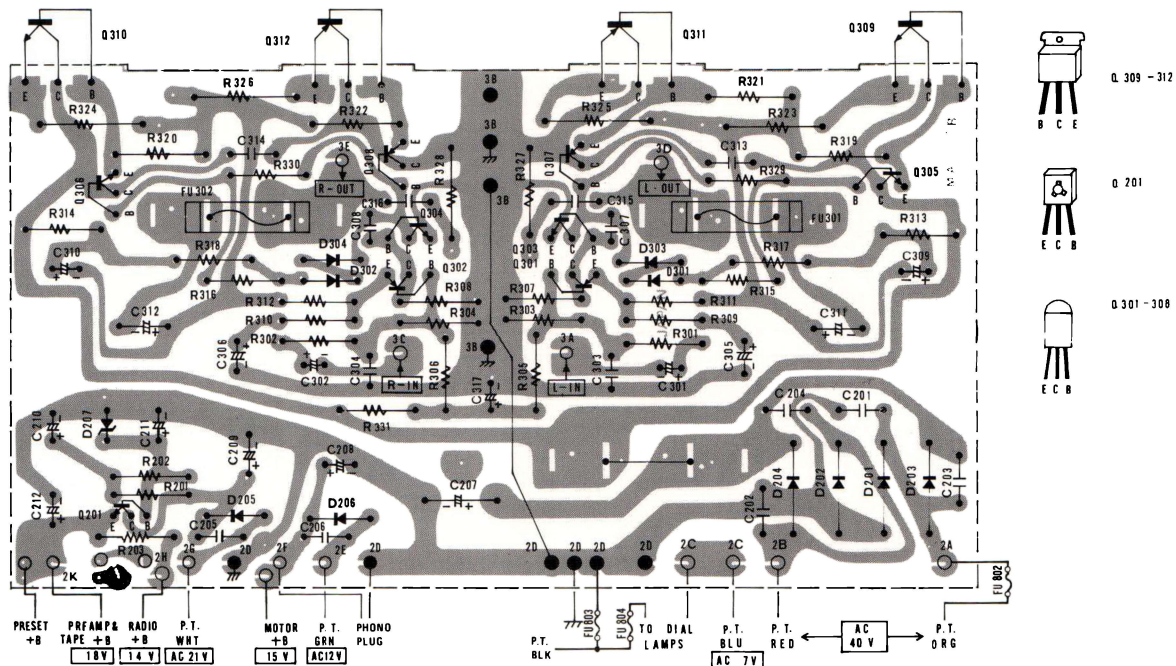 Q310
Q312
Q311
Q309
E C B
E C B
E C B
E C B
3B
R326
R321
R324
R322
R325
R323
R320
C314
3E
3B
R327
3D
C313
R319
R330
Q308
R328
Q307
R329
Q305
Q306
FU302
R-OUT
L-OUT
3B
FU301
R314
C316
C308
Q304
C315
C307
R313
C310
R318
D304
Q303
D303
R317
C309
R316
D302
Q302
Q301
D301
R315
R312
R308
R307
R311
C312
R310
R304
R303
R309
C311
R302
R301
C306
C302
C304
3C
R306
3B
R305
3A
C303
C301
C305
R-IN
C317
L-IN
R331
C204
C201
C210
D207
C211
C209
C208
R202
R201
D205
D206
C207
D204
D202
D201
D203
C203
C212
Q201
E C B
C205
C206
C202
R203
2K
2H
2G
2D
2F
2E
2D
2D
2D
2D
2D
2C
2C
2B
2A
FU802
FU803
FU804
PRESET +B
PREAMP & TAPE +B
18V
RADIO +B
14V
P.T. WHT
AC 21V
MOTOR +B
15V
P.T. GRN
AC12V
PHONO PLUG
P.T. BLK
TO DIAL LAMPS
P.T. BLU
AC 7V
P.T. RED
AC 40V
P.T. ORG
Q309-312
B C E
Q201
E C B
Q301-308
E C B